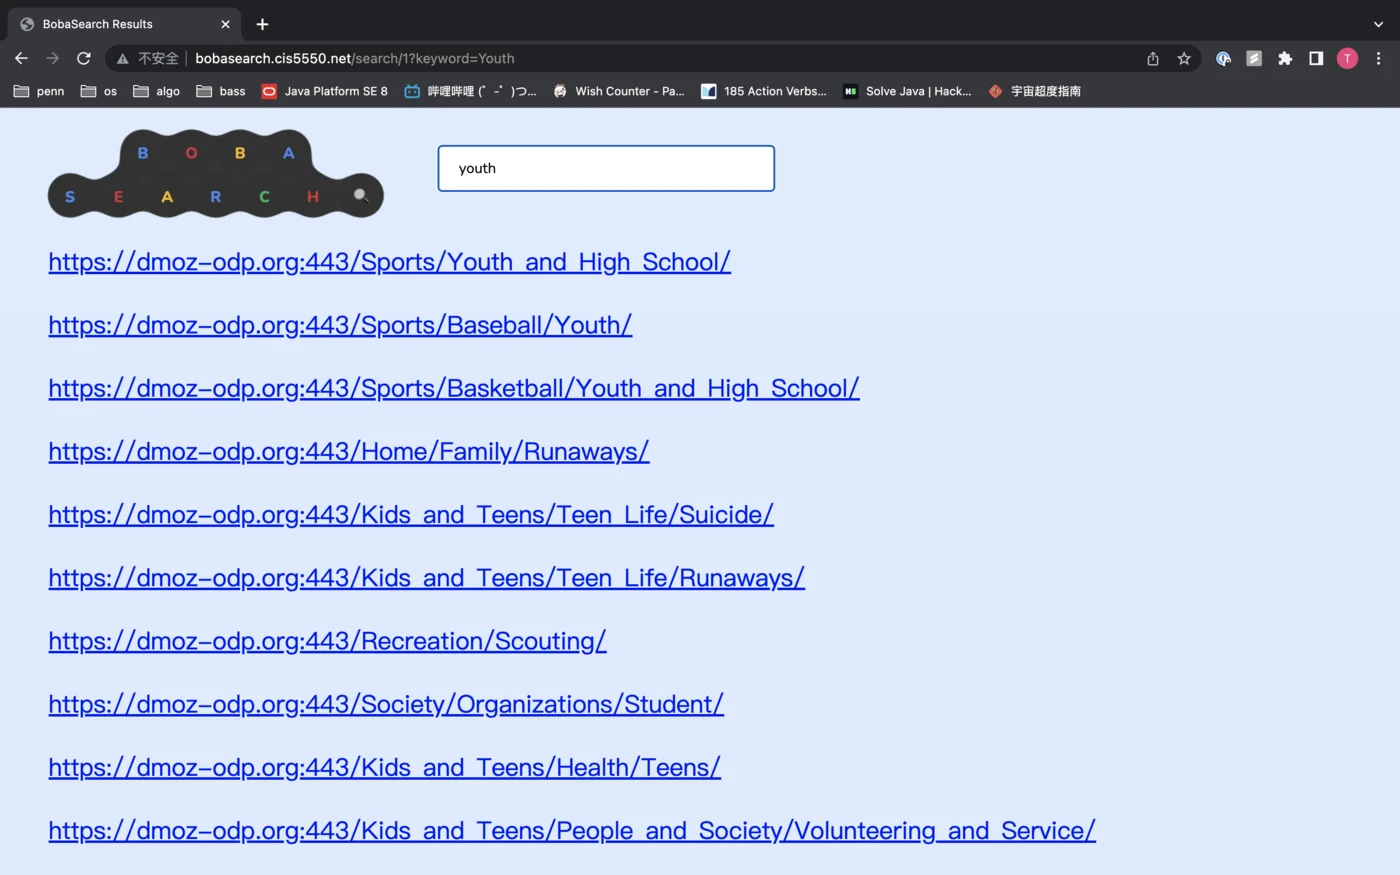 BobaSearch Results
不安全 bobasearch.cis5550.net/search/1?keyword=Youth T
penn os algo bass Java Platform SE 8 哔哩哔哩 (゜-゜)つ... Wish Counter - Pa... 185 Action Verbs... H Solve Java | Hack... 宇宙超度指南
B O B A
S E A R C H
youth
https://dmoz-odp.org:443/Sports/Youth_and_High_School/
https://dmoz-odp.org:443/Sports/Baseball/Youth/
https://dmoz-odp.org:443/Sports/Basketball/Youth_and_High_School/
https://dmoz-odp.org:443/Home/Family/Runaways/
https://dmoz-odp.org:443/Kids_and_Teens/Teen_Life/Suicide/
https://dmoz-odp.org:443/Kids_and_Teens/Teen_Life/Runaways/
https://dmoz-odp.org:443/Recreation/Scouting/
https://dmoz-odp.org:443/Society/Organizations/Student/
https://dmoz-odp.org:443/Kids_and_Teens/Health/Teens/
https://dmoz-odp.org:443/Kids_and_Teens/People_and_Society/Volunteering_and_Service/